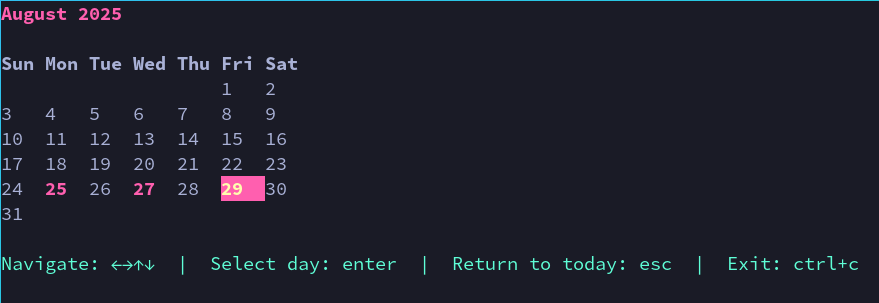 August 2025
Sun Mon Tue Wed Thu Fri Sat
1 2
3 4 5 6 7 8 9
10 11 12 13 14 15 16
17 18 19 20 21 22 23
24 25 26 27 28 29 30
31
Navigate: ←→↑↓ | Select day: enter | Return to today: esc | Exit: ctrl+c